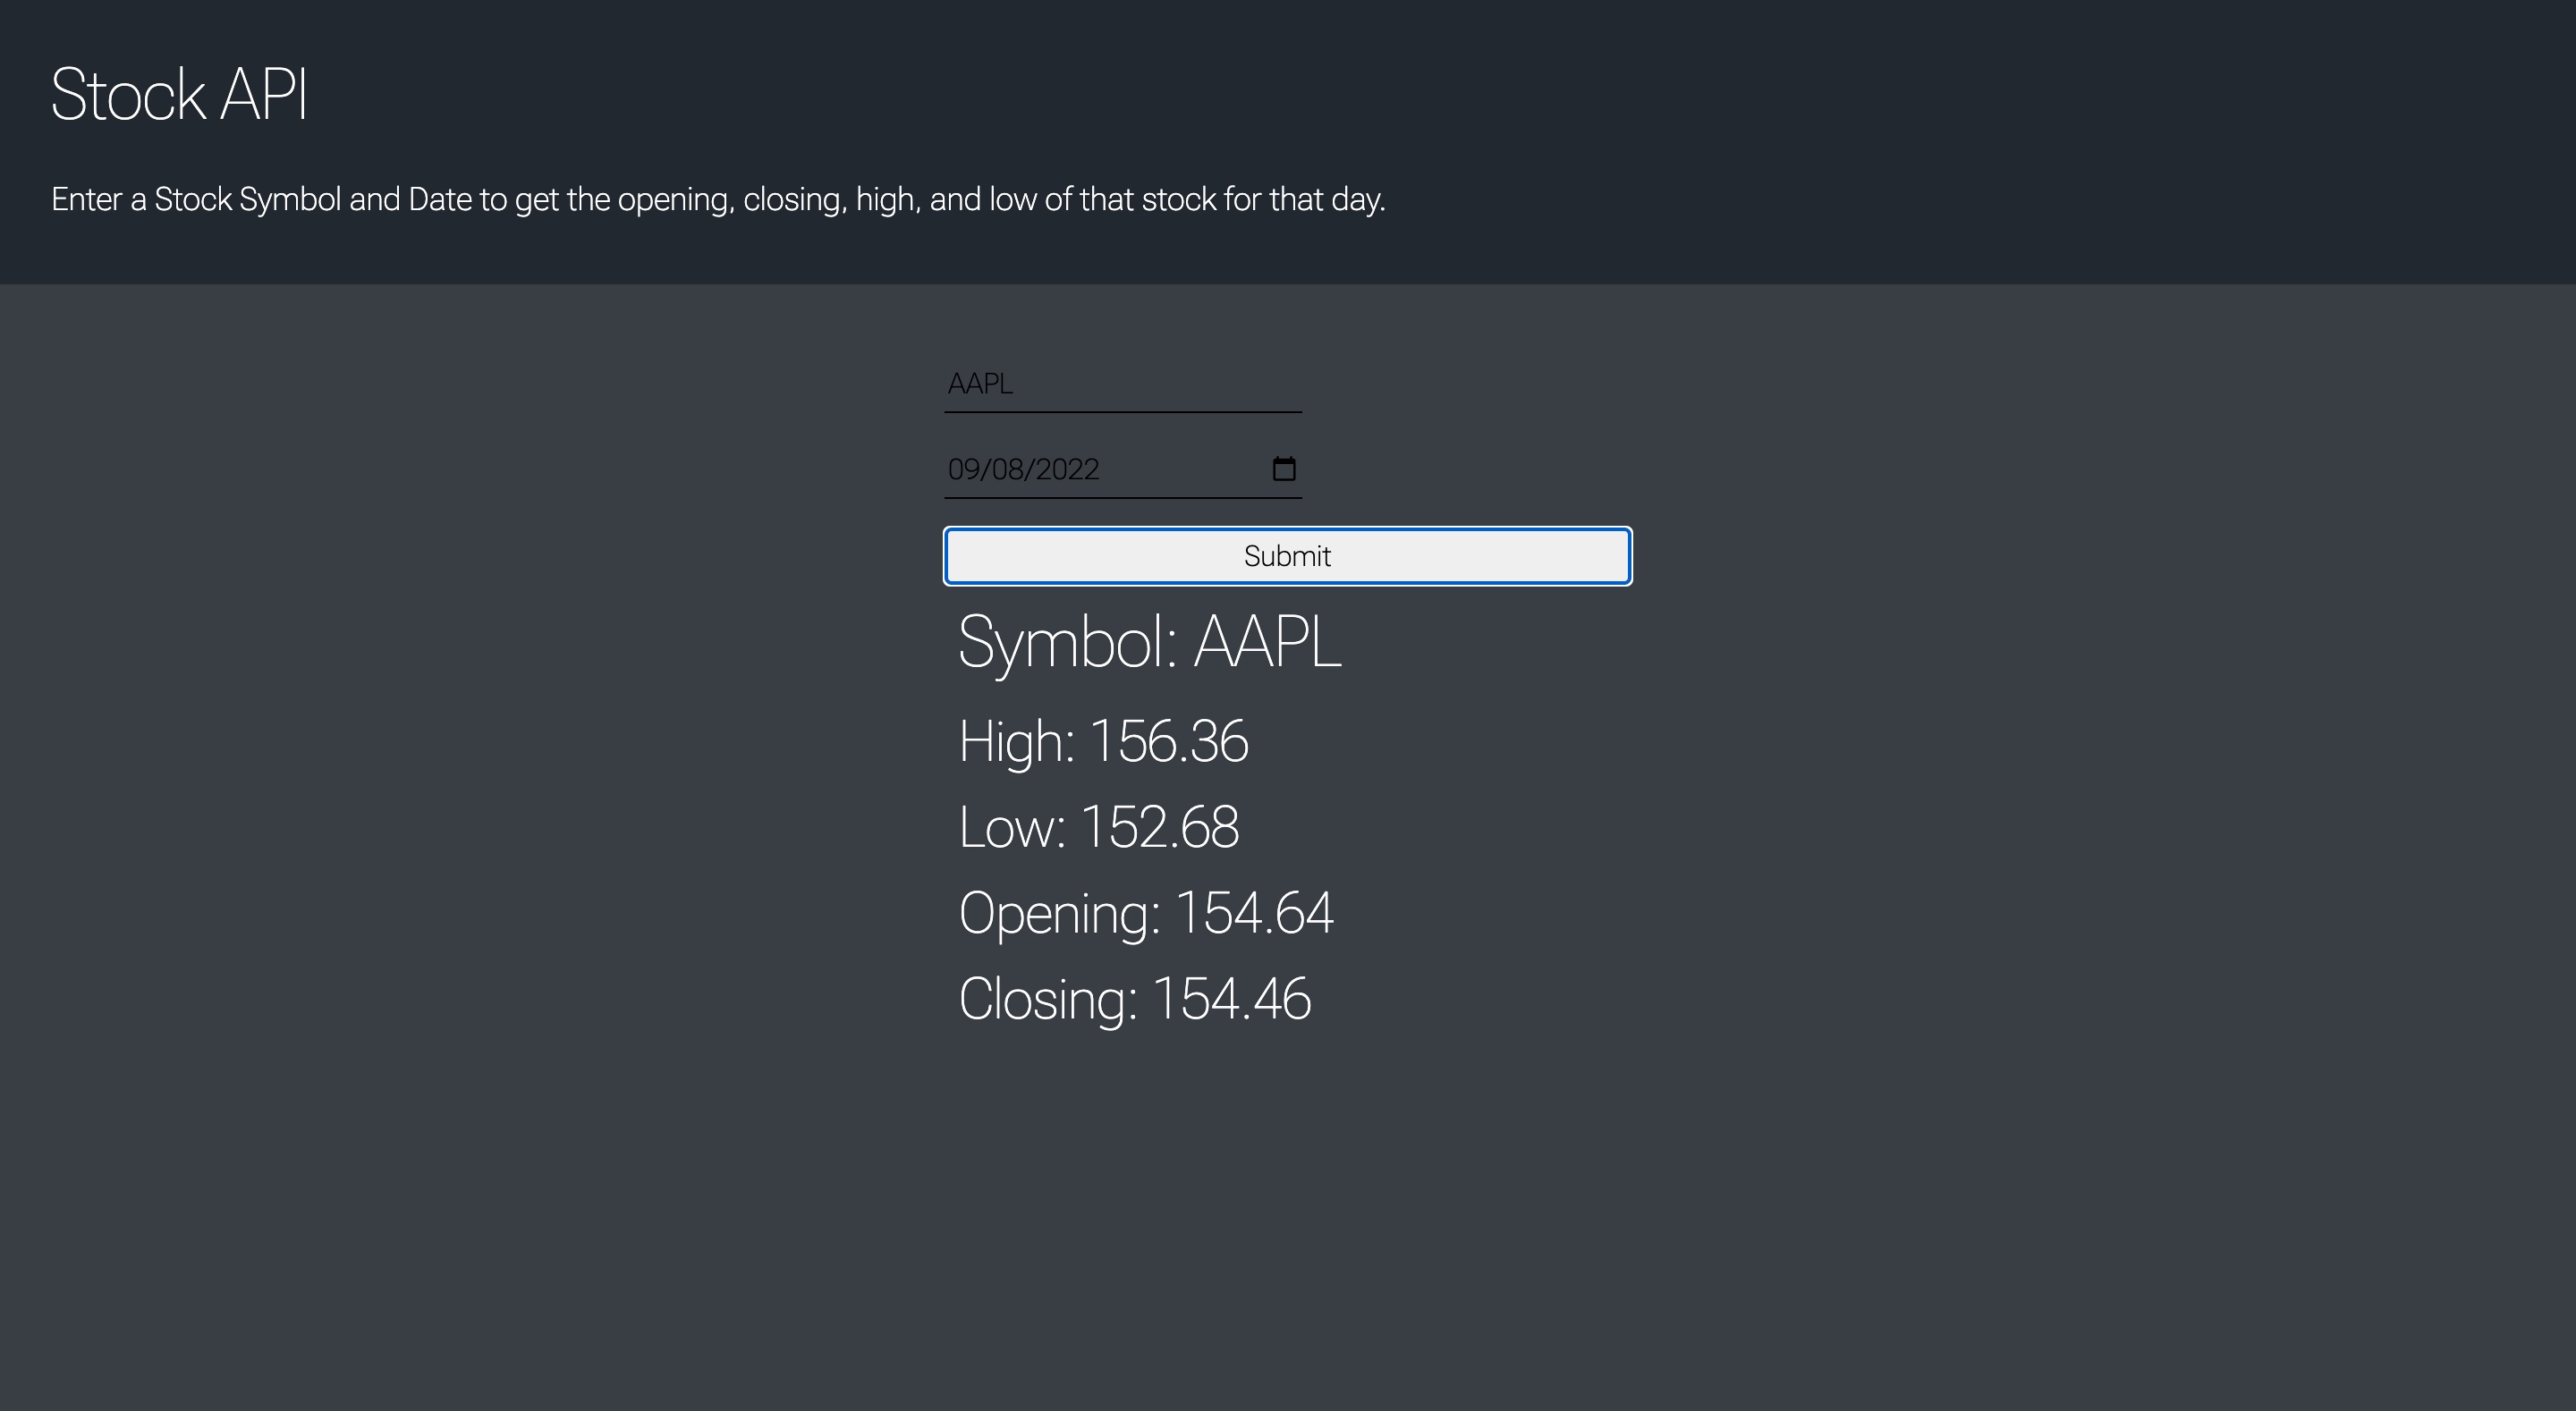 Stock API
Enter a Stock Symbol and Date to get the opening, closing, high, and low of that stock for that day.
AAPL
09/08/2022
Submit
Symbol: AAPL
High: 156.36
Low: 152.68
Opening: 154.64
Closing: 154.46